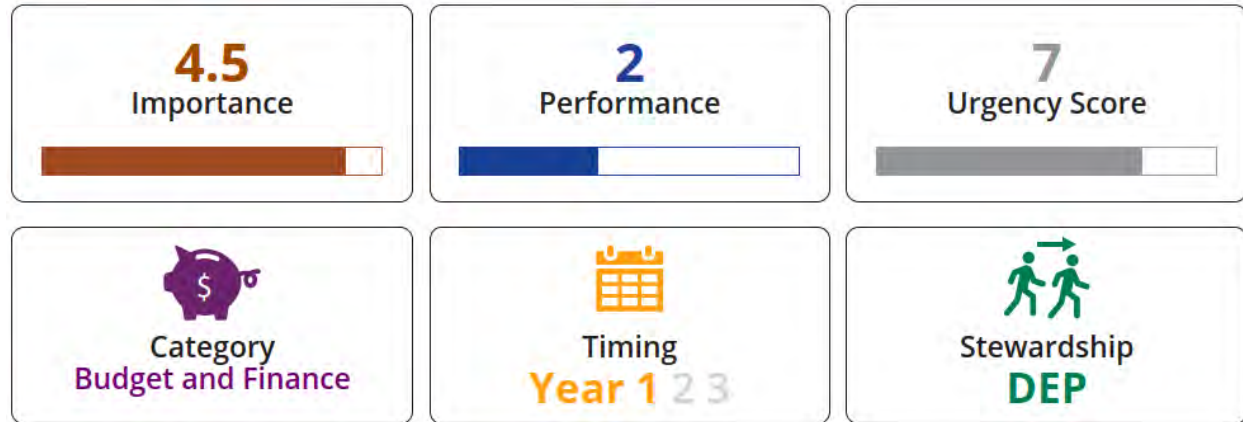 4.5
Importance
2
Performance
7
Urgency Score
$
Category
Budget and Finance
Timing
Year 1 2 3
Stewardship
DEP